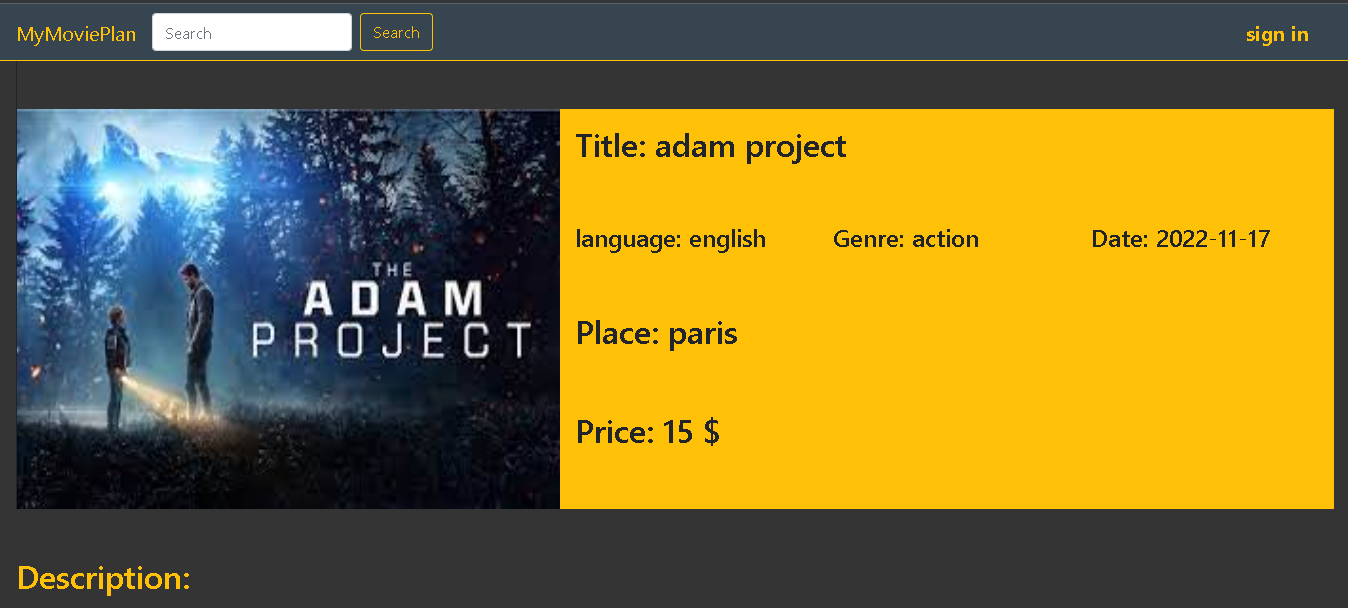 MyMoviePlan Search Search sign in
THE
ADAM
PROJECT
Title: adam project
language: english Genre: action Date: 2022-11-17
Place: paris
Price: 15 $
Description: